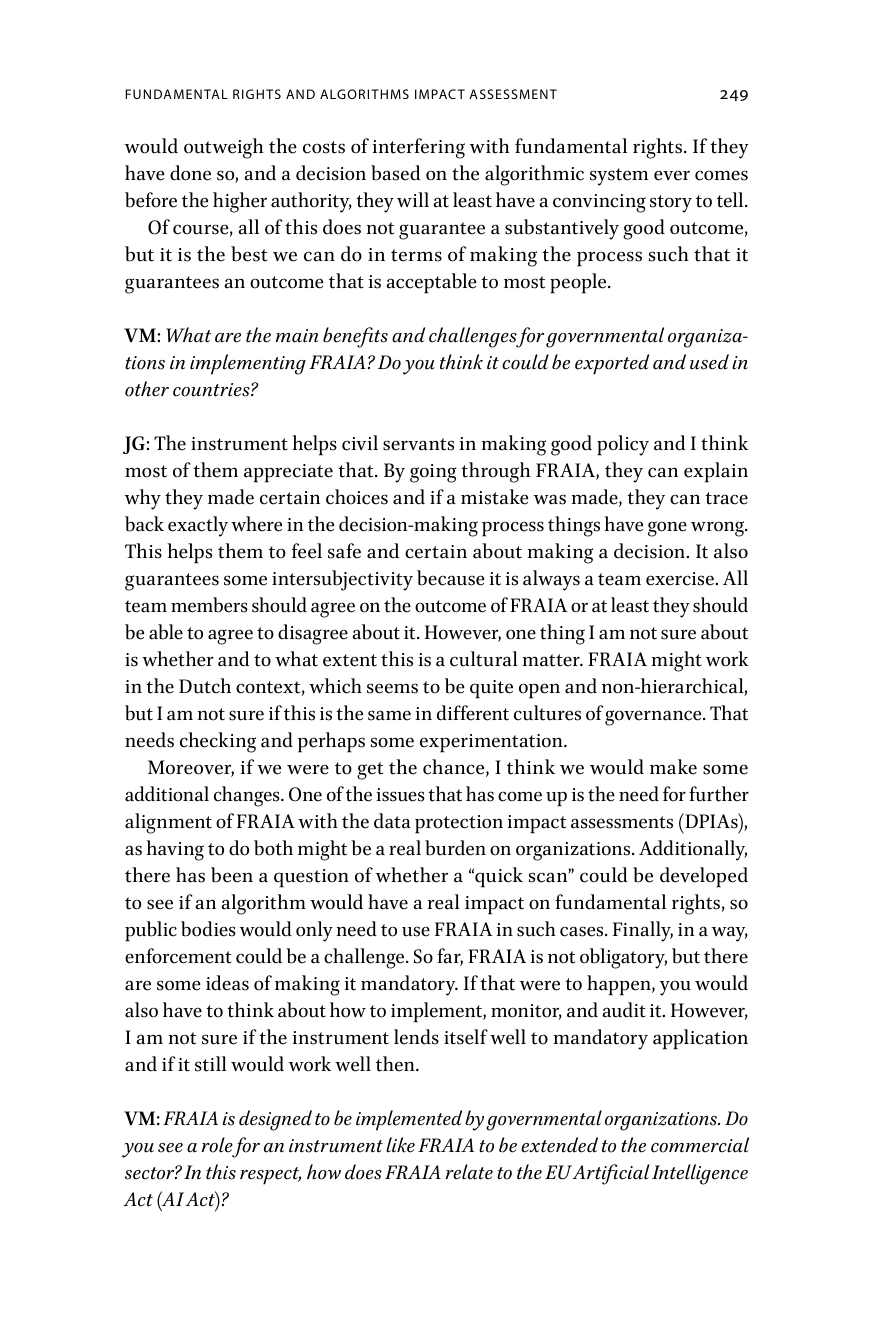 FUNDAMENTAL RIGHTS AND ALGORITHMS IMPACT ASSESSMENT 249
would outweigh the costs of interfering with fundamental rights. If they
have done so, and a decision based on the algorithmic system ever comes
before the higher authority, they will at least have a convincing story to tell.
Of course, all of this does not guarantee a substantively good outcome,
but it is the best we can do in terms of making the process such that it
guarantees an outcome that is acceptable to most people.
VM: What are the main benefits and challenges for governmental organiza-
tions in implementing FRAIA? Do you think it could be exported and used in
other countries?
JG: The instrument helps civil servants in making good policy and I think
most of them appreciate that. By going through FRAIA, they can explain
why they made certain choices and if a mistake was made, they can trace
back exactly where in the decision-making process things have gone wrong.
This helps them to feel safe and certain about making a decision. It also
guarantees some intersubjectivity because it is always a team exercise. All
team members should agree on the outcome of FRAIA or at least they should
be able to agree to disagree about it. However, one thing I am not sure about
is whether and to what extent this is a cultural matter. FRAIA might work
in the Dutch context, which seems to be quite open and non-hierarchical,
but I am not sure if this is the same in different cultures of governance. That
needs checking and perhaps some experimentation.
Moreover, if we were to get the chance, I think we would make some
additional changes. One of the issues that has come up is the need for further
alignment of FRAIA with the data protection impact assessments (DPIAs),
as having to do both might be a real burden on organizations. Additionally,
there has been a question of whether a “quick scan” could be developed
to see if an algorithm would have a real impact on fundamental rights, so
public bodies would only need to use FRAIA in such cases. Finally, in a way,
enforcement could be a challenge. So far, FRAIA is not obligatory, but there
are some ideas of making it mandatory. If that were to happen, you would
also have to think about how to implement, monitor, and audit it. However,
I am not sure if the instrument lends itself well to mandatory application
and if it still would work well then.
VM: FRAIA is designed to be implemented by governmental organizations. Do
you see a role for an instrument like FRAIA to be extended to the commercial
sector? In this respect, how does FRAIA relate to the EU Artificial Intelligence
Act (AI Act)?